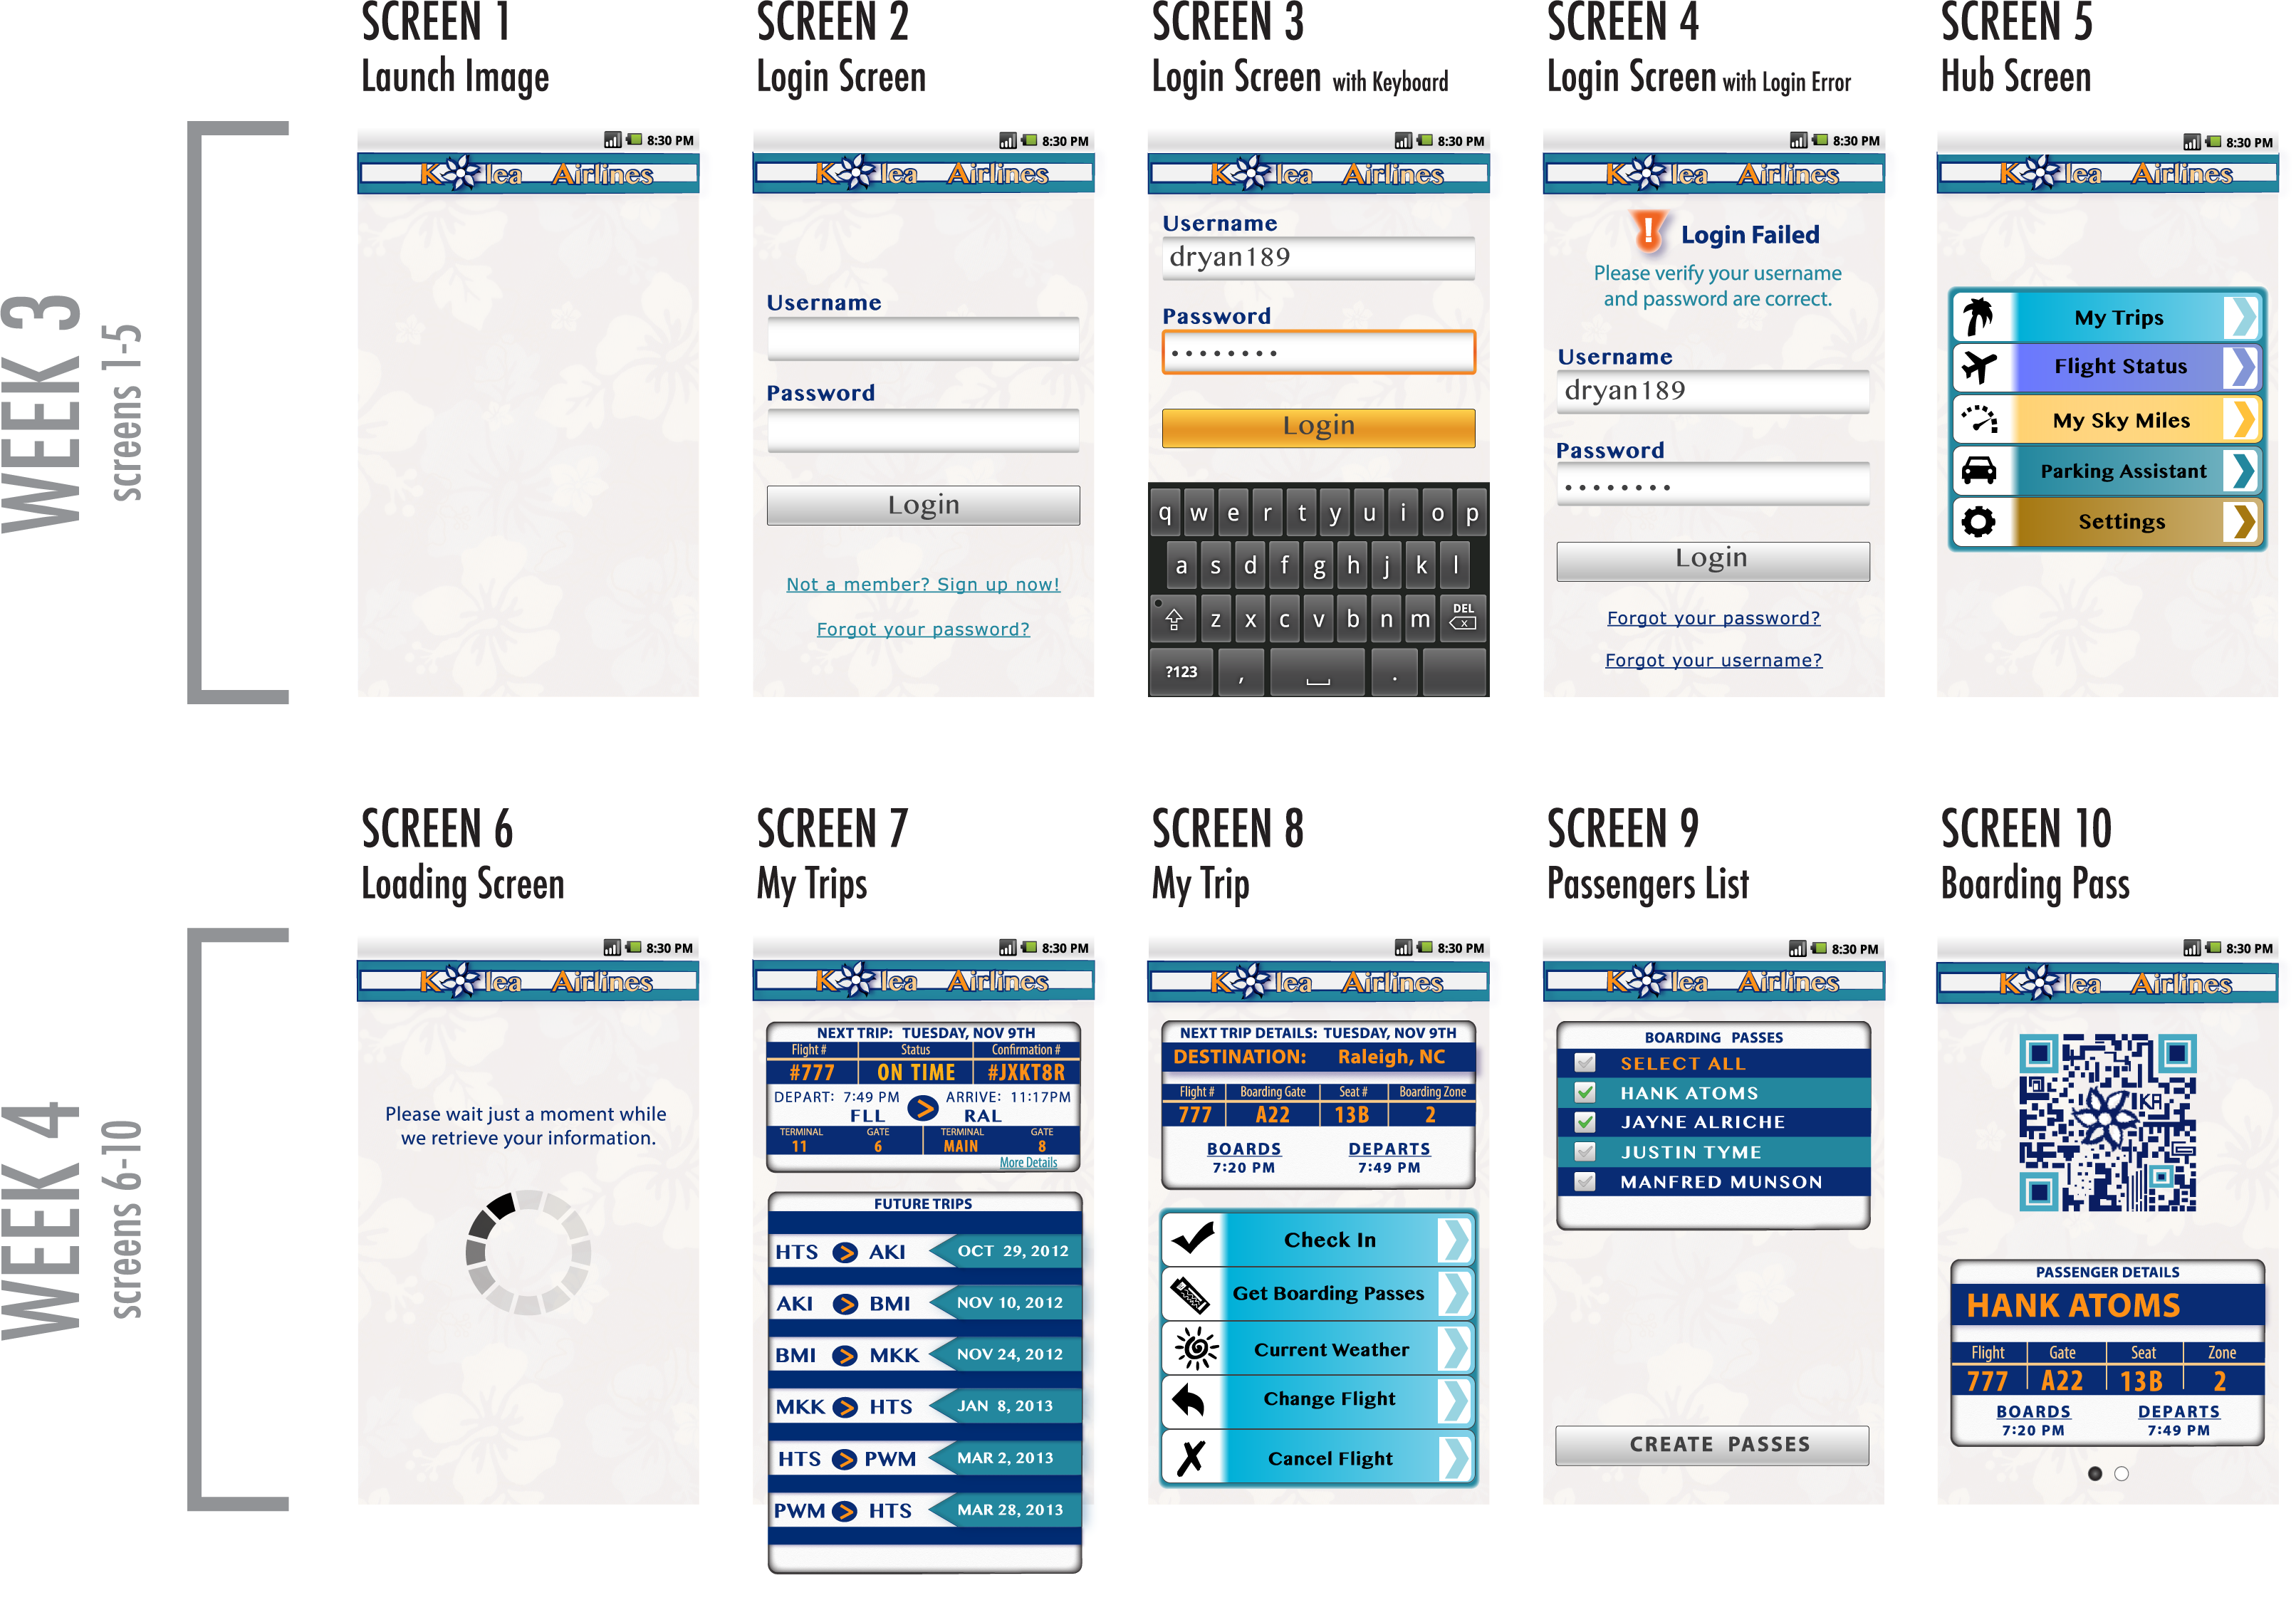 SCREEN 1
Launch Image
SCREEN 2
Login Screen
SCREEN 3
Login Screen with Keyboard
SCREEN 4
Login Screen with Login Error
SCREEN 5
Hub Screen
WEEK 3
screens 1-5
8:30 PM
K lea Airlines
8:30 PM
K lea Airlines
Username
Password
Login
Not a member? Sign up now!
Forgot your password?
8:30 PM
K lea Airlines
Username
dryan189
Password
Login
q w e r t y u i o p
a s d f g h j k l
z x c v b n m DEL
?123 , .
8:30 PM
K lea Airlines
! Login Failed
Please verify your username
and password are correct.
Username
dryan189
Password
Login
Forgot your password?
Forgot your username?
8:30 PM
K lea Airlines
My Trips
Flight Status
My Sky Miles
Parking Assistant
Settings
SCREEN 6
Loading Screen
SCREEN 7
My Trips
SCREEN 8
My Trip
SCREEN 9
Passengers List
SCREEN 10
Boarding Pass
WEEK 4
screens 6-10
8:30 PM
K lea Airlines
Please wait just a moment while
we retrieve your information.
8:30 PM
K lea Airlines
NEXT TRIP: TUESDAY, NOV 9TH
Flight # Status Confirmation #
#777 ON TIME #JXKT8R
DEPART: 7:49 PM ARRIVE: 11:17PM
FLL > RAL
TERMINAL GATE TERMINAL GATE
11 6 MAIN 8
More Details
FUTURE TRIPS
HTS > AKI OCT 29, 2012
AKI > BMI NOV 10, 2012
BMI > MKK NOV 24, 2012
MKK > HTS JAN 8, 2013
HTS > PWM MAR 2, 2013
PWM > HTS MAR 28, 2013
8:30 PM
K lea Airlines
NEXT TRIP DETAILS: TUESDAY, NOV 9TH
DESTINATION: Raleigh, NC
Flight # Boarding Gate Seat # Boarding Zone
777 A22 13B 2
BOARDS DEPARTS
7:20 PM 7:49 PM
Check In
Get Boarding Passes
Current Weather
Change Flight
Cancel Flight
8:30 PM
K lea Airlines
BOARDING PASSES
SELECT ALL
HANK ATOMS
JAYNE ALRICHE
JUSTIN TYME
MANFRED MUNSON
CREATE PASSES
8:30 PM
K lea Airlines
KA
PASSENGER DETAILS
HANK ATOMS
Flight Gate Seat Zone
777 A22 13B 2
BOARDS DEPARTS
7:20 PM 7:49 PM